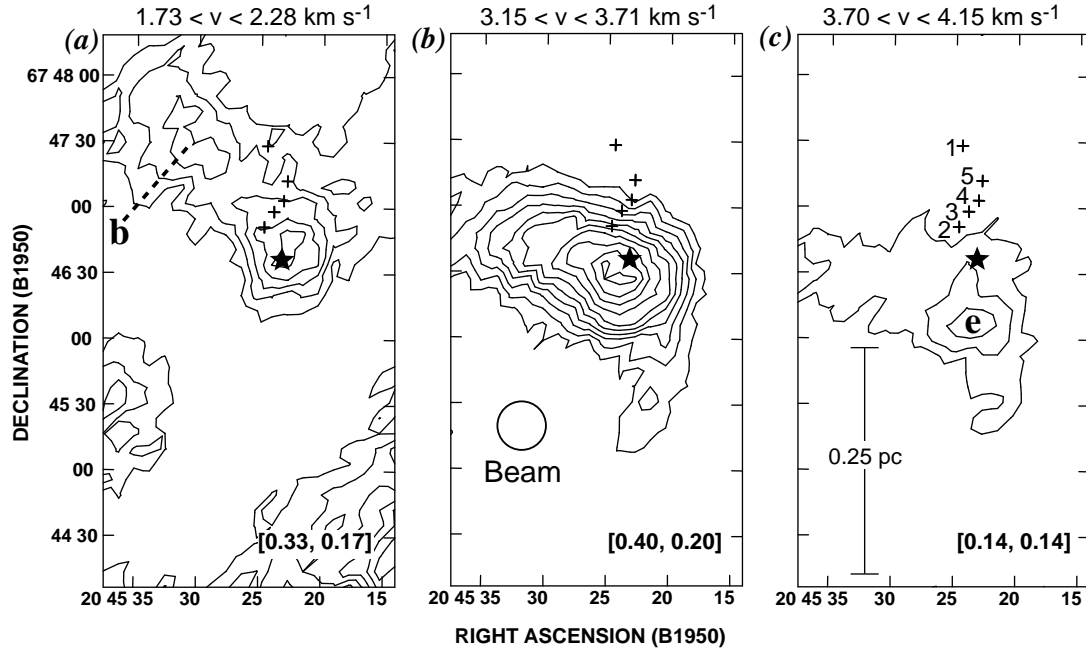 1.73 < v < 2.28 km s-1
3.15 < v < 3.71 km s-1
3.70 < v < 4.15 km s-1
(a)
(b)
(c)
67 48 00
47 30
00
46 30
00
45 30
00
44 30
DECLINATION (B1950)
b
Beam
1
5
4
3
2
e
0.25 pc
[0.33, 0.17]
[0.40, 0.20]
[0.14, 0.14]
20 45 35 30 25 20 15
20 45 35 30 25 20 15
20 45 35 30 25 20 15
RIGHT ASCENSION (B1950)